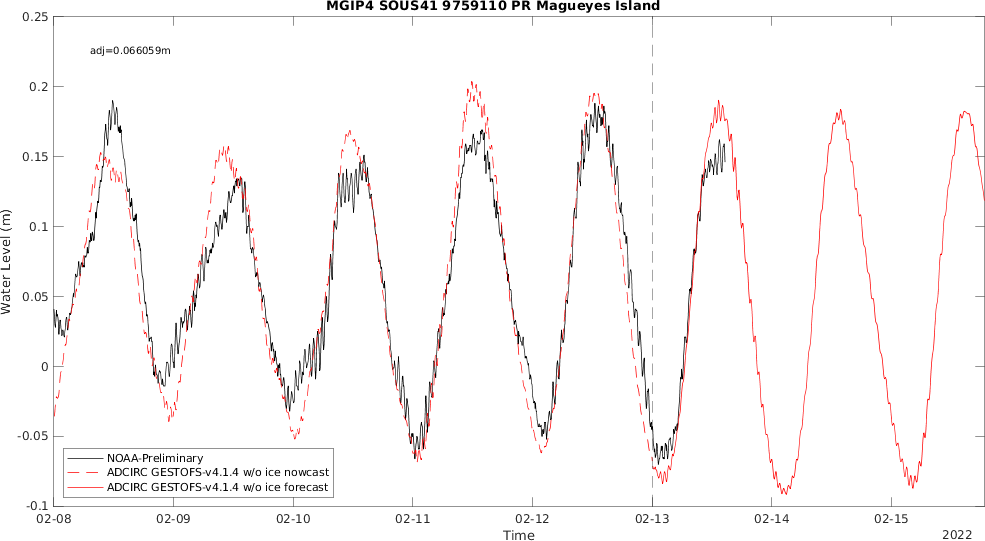 MGIP4 SOUS41 9759110 PR Magueyes Island
adj=0.066059m
0.25
0.2
0.15
0.1
0.05
0
-0.05
-0.1
Water Level (m)
NOAA-Preliminary
ADCIRC GESTOFS-v4.1.4 w/o ice nowcast
ADCIRC GESTOFS-v4.1.4 w/o ice forecast
02-08 02-09 02-10 02-11 02-12 02-13 02-14 02-15
Time
2022